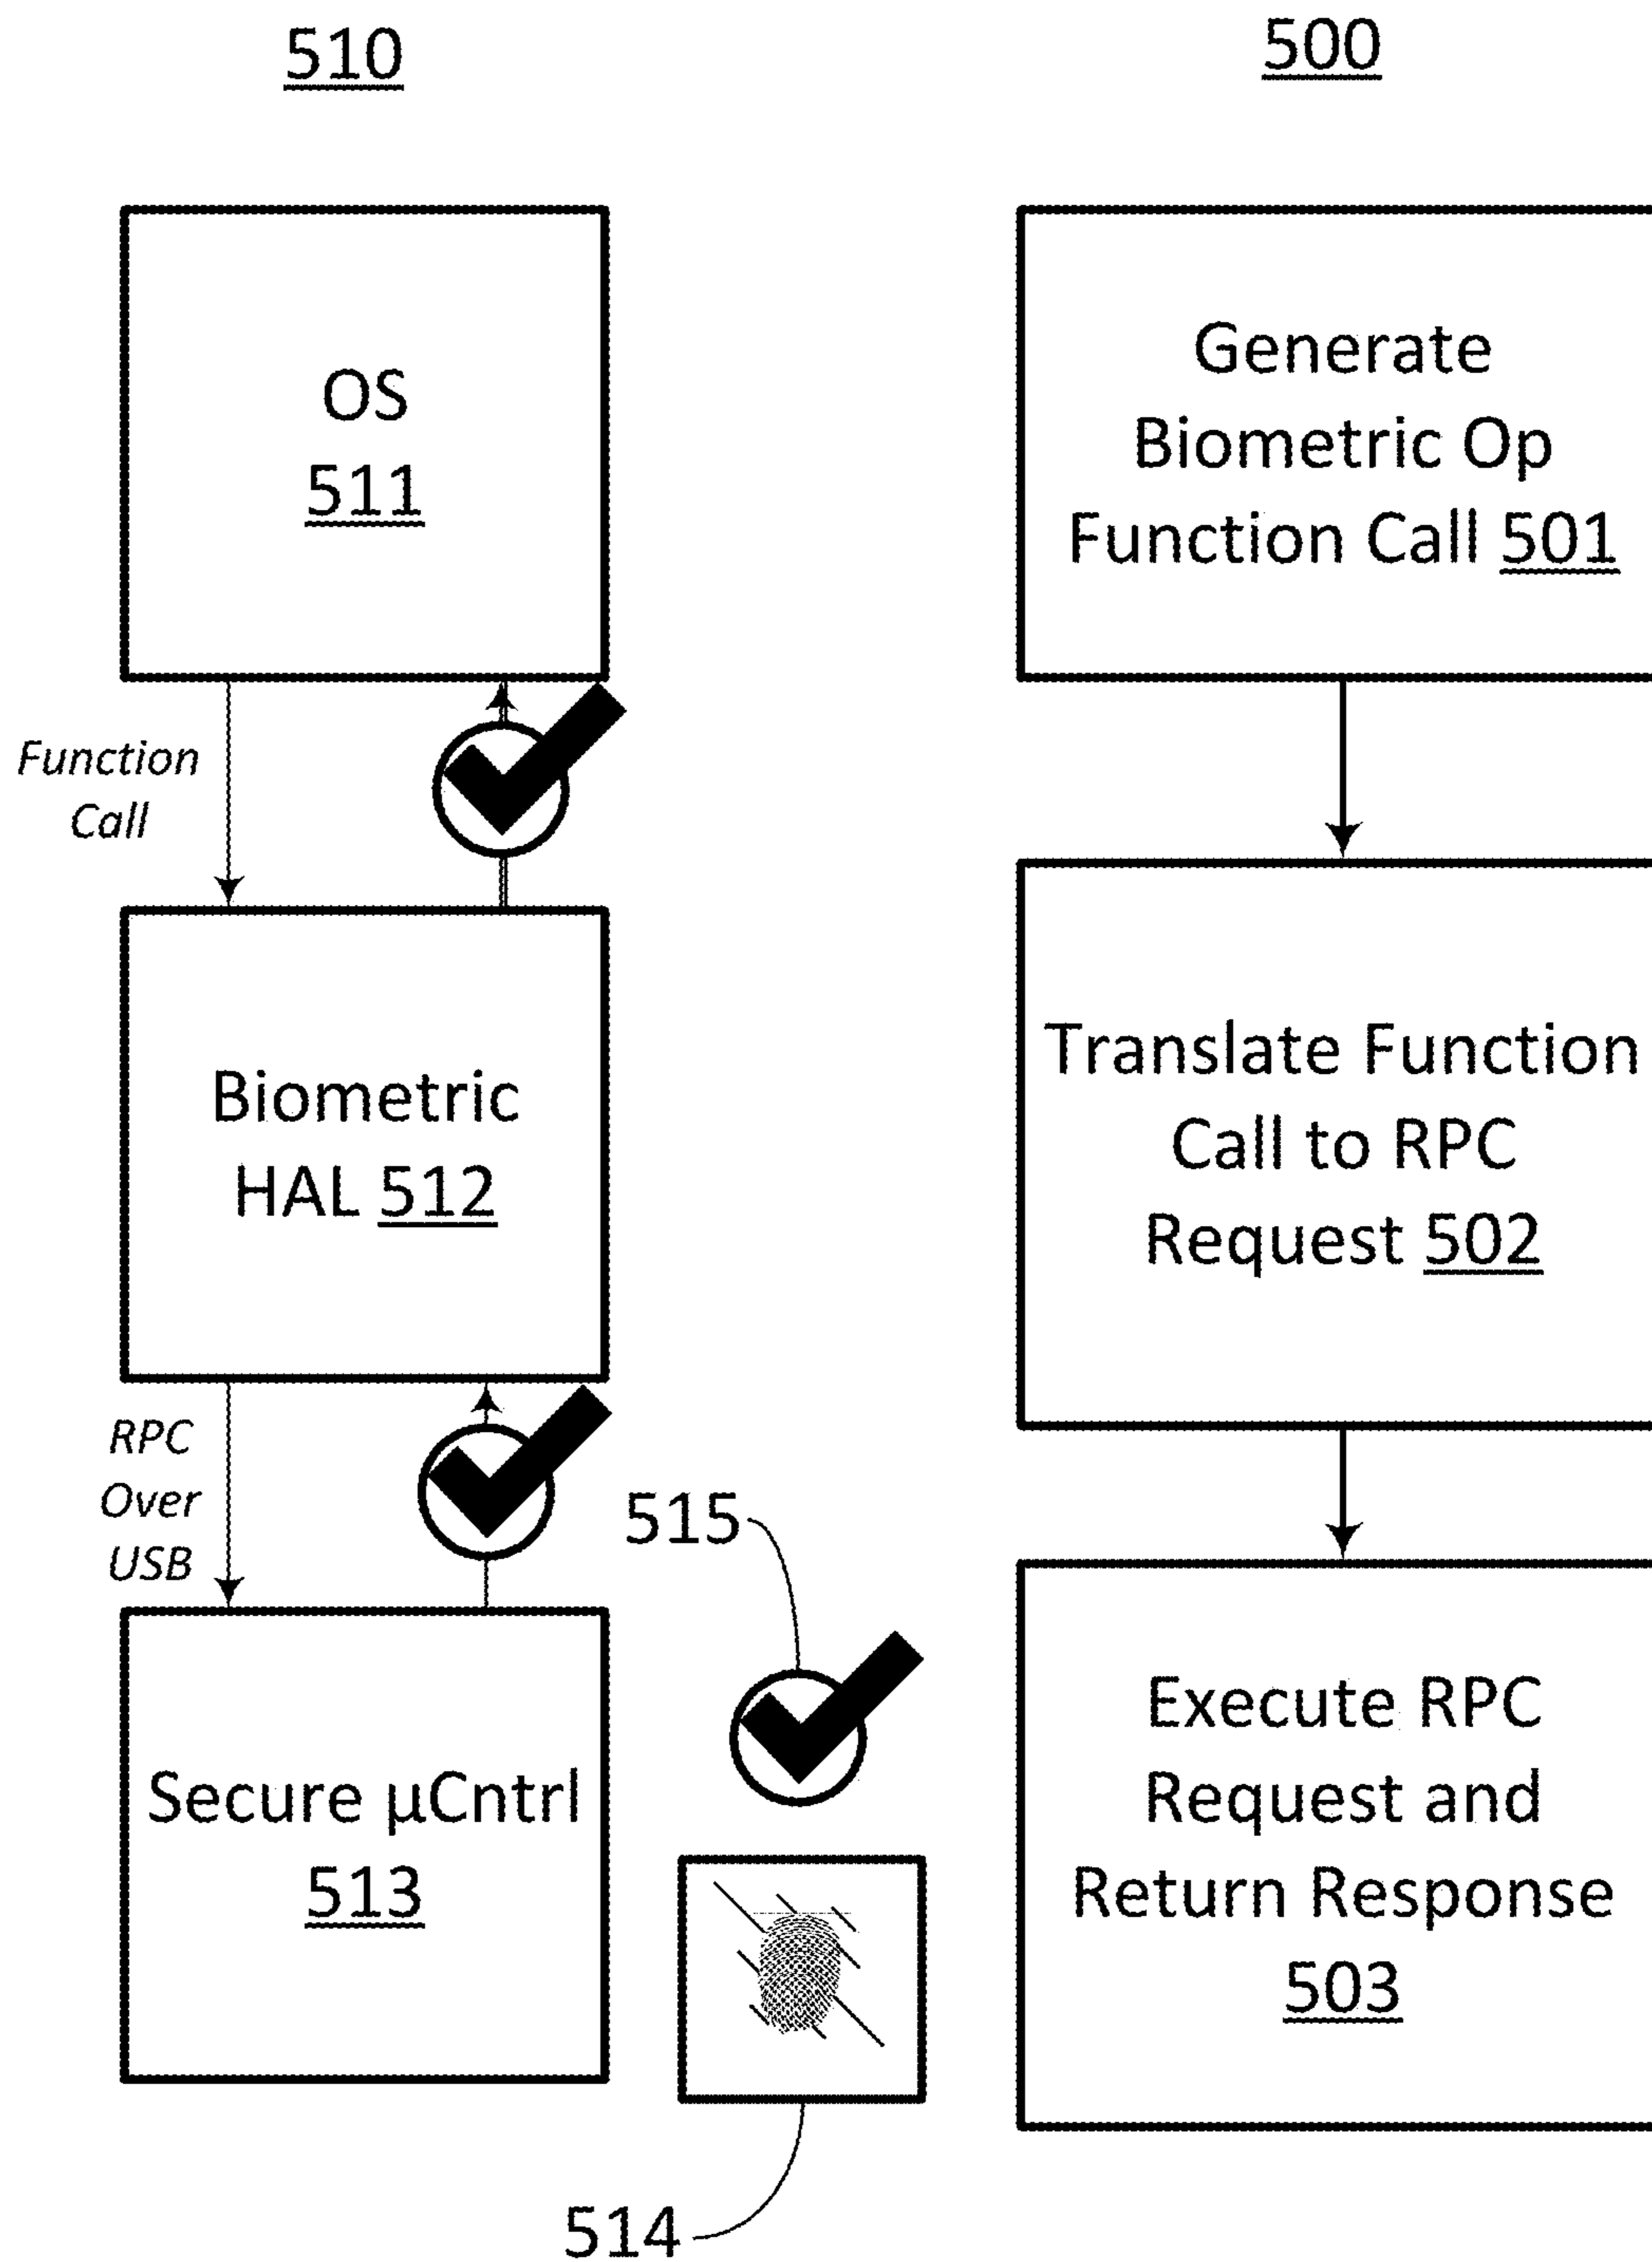 510
500
OS
511
Function
Call
Biometric
HAL 512
RPC
Over
USB
Secure µCntrl
513
515
514
Generate
Biometric Op
Function Call 501
Translate Function
Call to RPC
Request 502
Execute RPC
Request and
Return Response
503